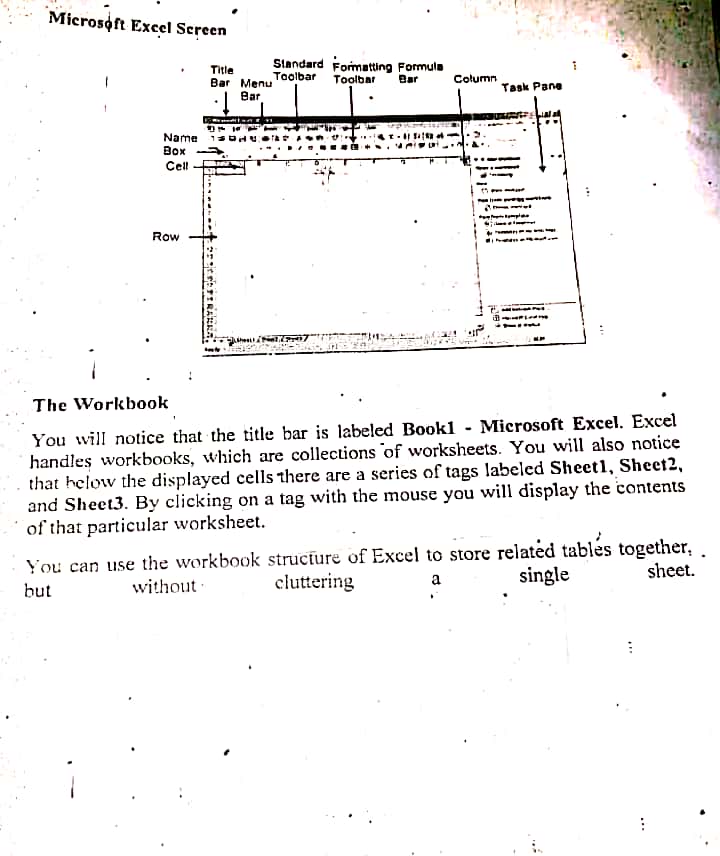 Microsoft Excel Screen
Title Bar
Menu Bar
Standard Toolbar
Formatting Toolbar
Formula Bar
Column
Task Pane
Name Box
Cell
Row
The Workbook
You will notice that the title bar is labeled Book1 - Microsoft Excel. Excel
handles workbooks, which are collections of worksheets. You will also notice
that below the displayed cells there are a series of tags labeled Sheet1, Sheet2,
and Sheet3. By clicking on a tag with the mouse you will display the contents
of that particular worksheet.
You can use the workbook structure of Excel to store related tables together,
but without cluttering a single sheet.